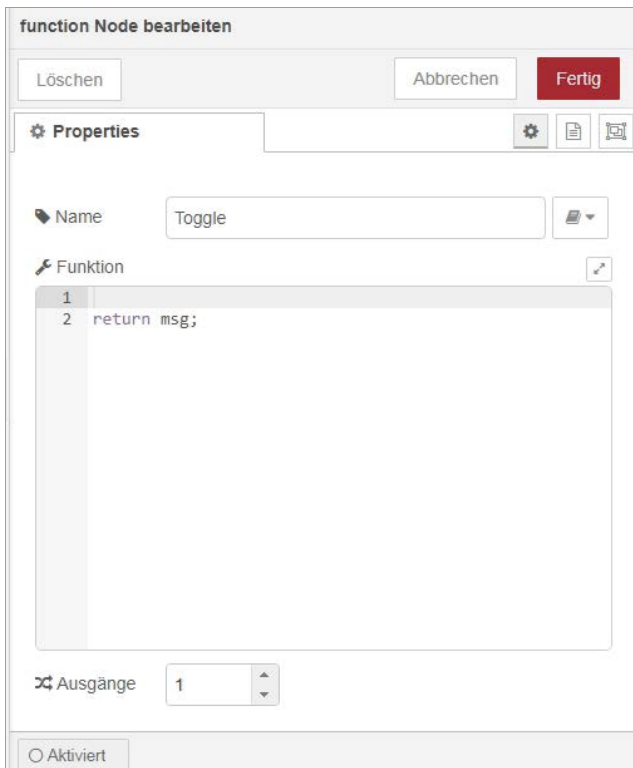 function Node bearbeiten
Löschen Abbrechen Fertig
Properties
Name Toggle
Funktion
1
2 return msg;
Ausgänge 1
Aktiviert